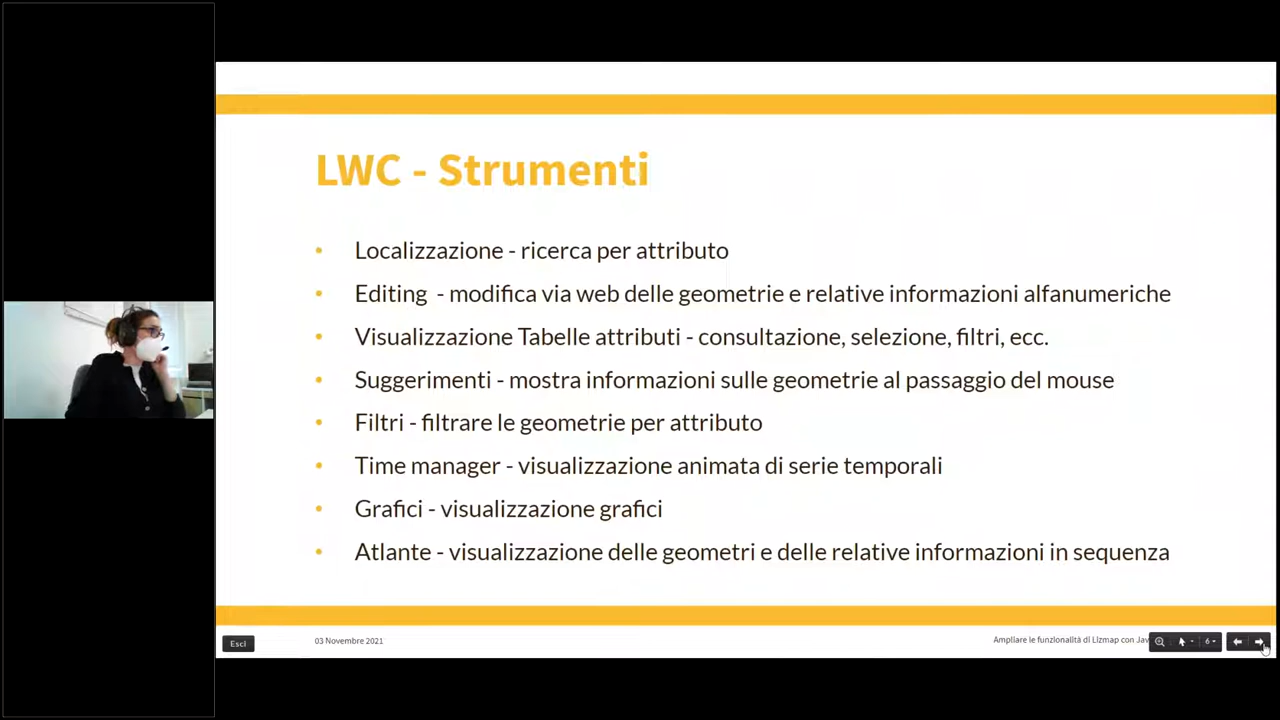 LWC - Strumenti
• Localizzazione - ricerca per attributo
• Editing - modifica via web delle geometrie e relative informazioni alfanumeriche
• Visualizzazione Tabelle attributi - consultazione, selezione, filtri, ecc.
• Suggerimenti - mostra informazioni sulle geometrie al passaggio del mouse
• Filtri - filtrare le geometrie per attributo
• Time manager - visualizzazione animata di serie temporali
• Grafici - visualizzazione grafici
• Atlante - visualizzazione delle geometri e delle relative informazioni in sequenza
Esci
03 Novembre 2021
Ampliare le funzionalità di Lizmap con Jav
6